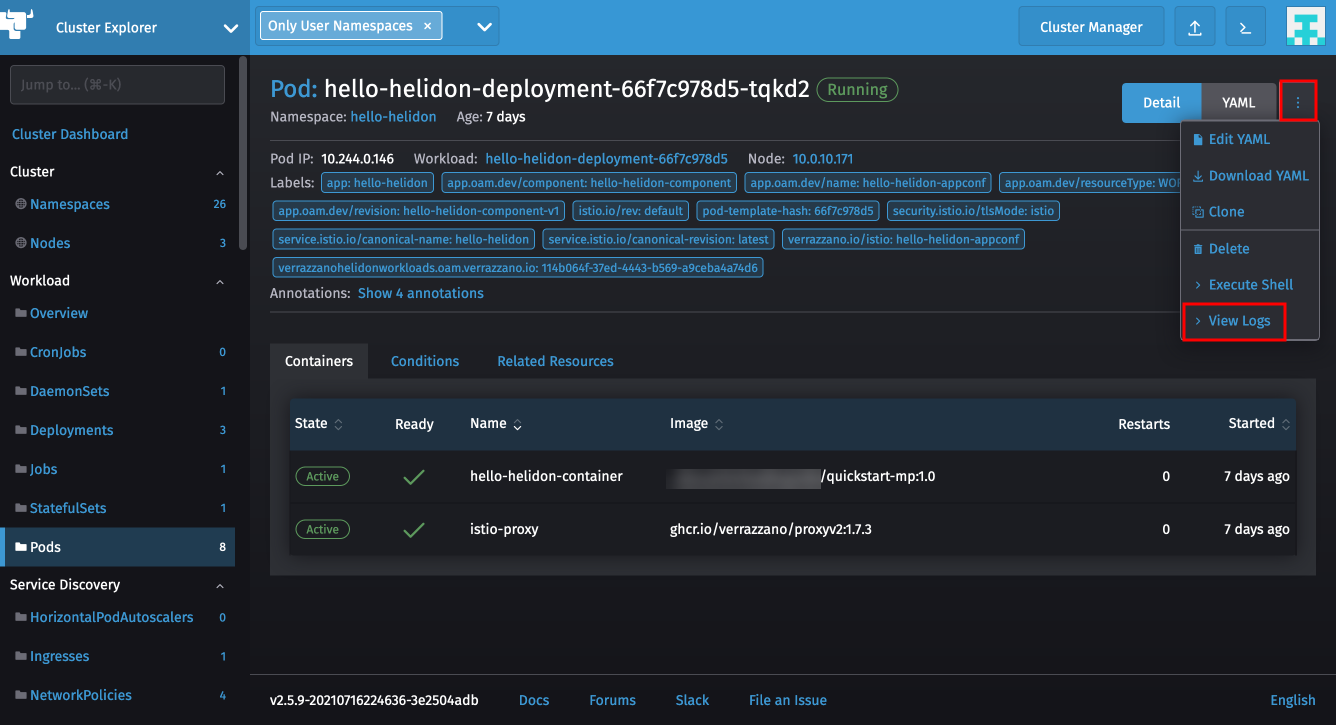 Cluster Explorer
Only User Namespaces ×
Cluster Manager
Jump to... (⌘-K)
Cluster Dashboard
Cluster
Namespaces 26
Nodes 3
Workload
Overview
CronJobs 0
DaemonSets 1
Deployments 3
Jobs 1
StatefulSets 1
Pods 8
Service Discovery
HorizontalPodAutoscalers 0
Ingresses 1
NetworkPolicies 4
Pod: hello-helidon-deployment-66f7c978d5-tqkd2 Running
Namespace: hello-helidon Age: 7 days
Detail YAML
Edit YAML
Download YAML
Clone
Delete
Execute Shell
View Logs
Pod IP: 10.244.0.146 Workload: hello-helidon-deployment-66f7c978d5 Node: 10.0.10.171
Labels: app: hello-helidon app.oam.dev/component: hello-helidon-component app.oam.dev/name: hello-helidon-appconf app.oam.dev/resourceType: WOR
app.oam.dev/revision: hello-helidon-component-v1 istio.io/rev: default pod-template-hash: 66f7c978d5 security.istio.io/tlsMode: istio
service.istio.io/canonical-name: hello-helidon service.istio.io/canonical-revision: latest verrazzano.io/istio: hello-helidon-appconf
verrazzanohelidonworkloads.oam.verrazzano.io: 114b064f-37ed-4443-b569-a9ceba4a74d6
Annotations: Show 4 annotations
Containers Conditions Related Resources
State Ready Name Image Restarts Started
Active hello-helidon-container /quickstart-mp:1.0 0 7 days ago
Active istio-proxy ghcr.io/verrazzano/proxyv2:1.7.3 0 7 days ago
v2.5.9-20210716224636-3e2504adb Docs Forums Slack File an Issue English